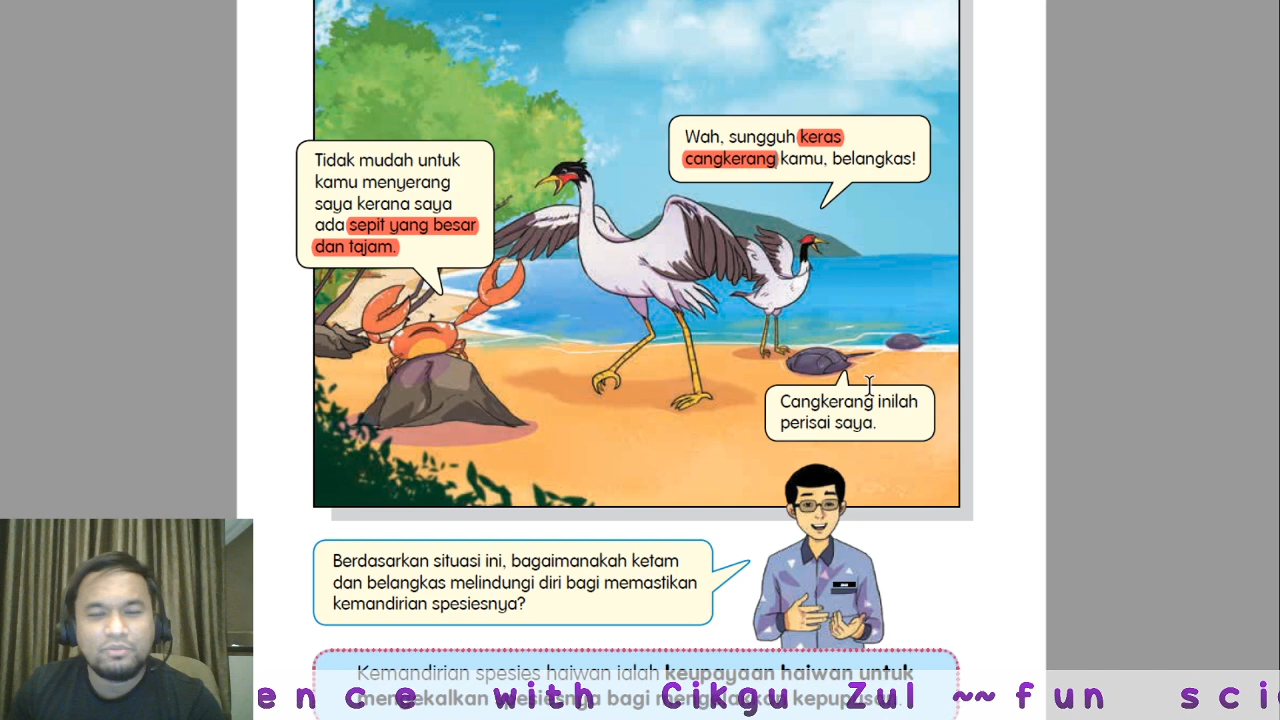 Wah, sungguh keras
cangkerang kamu, belangkas!
Tidak mudah untuk
kamu menyerang
saya kerana saya
ada sepit yang besar
dan tajam.
Cangkerang inilah
perisai saya.
Berdasarkan situasi ini, bagaimanakah ketam
dan belangkas melindungi diri bagi memastikan
kemandirian spesiesnya?
Kemandirian spesies haiwan ialah keupayaan haiwan untuk
bagi
ence with Cikgu Zul ~~fun sci